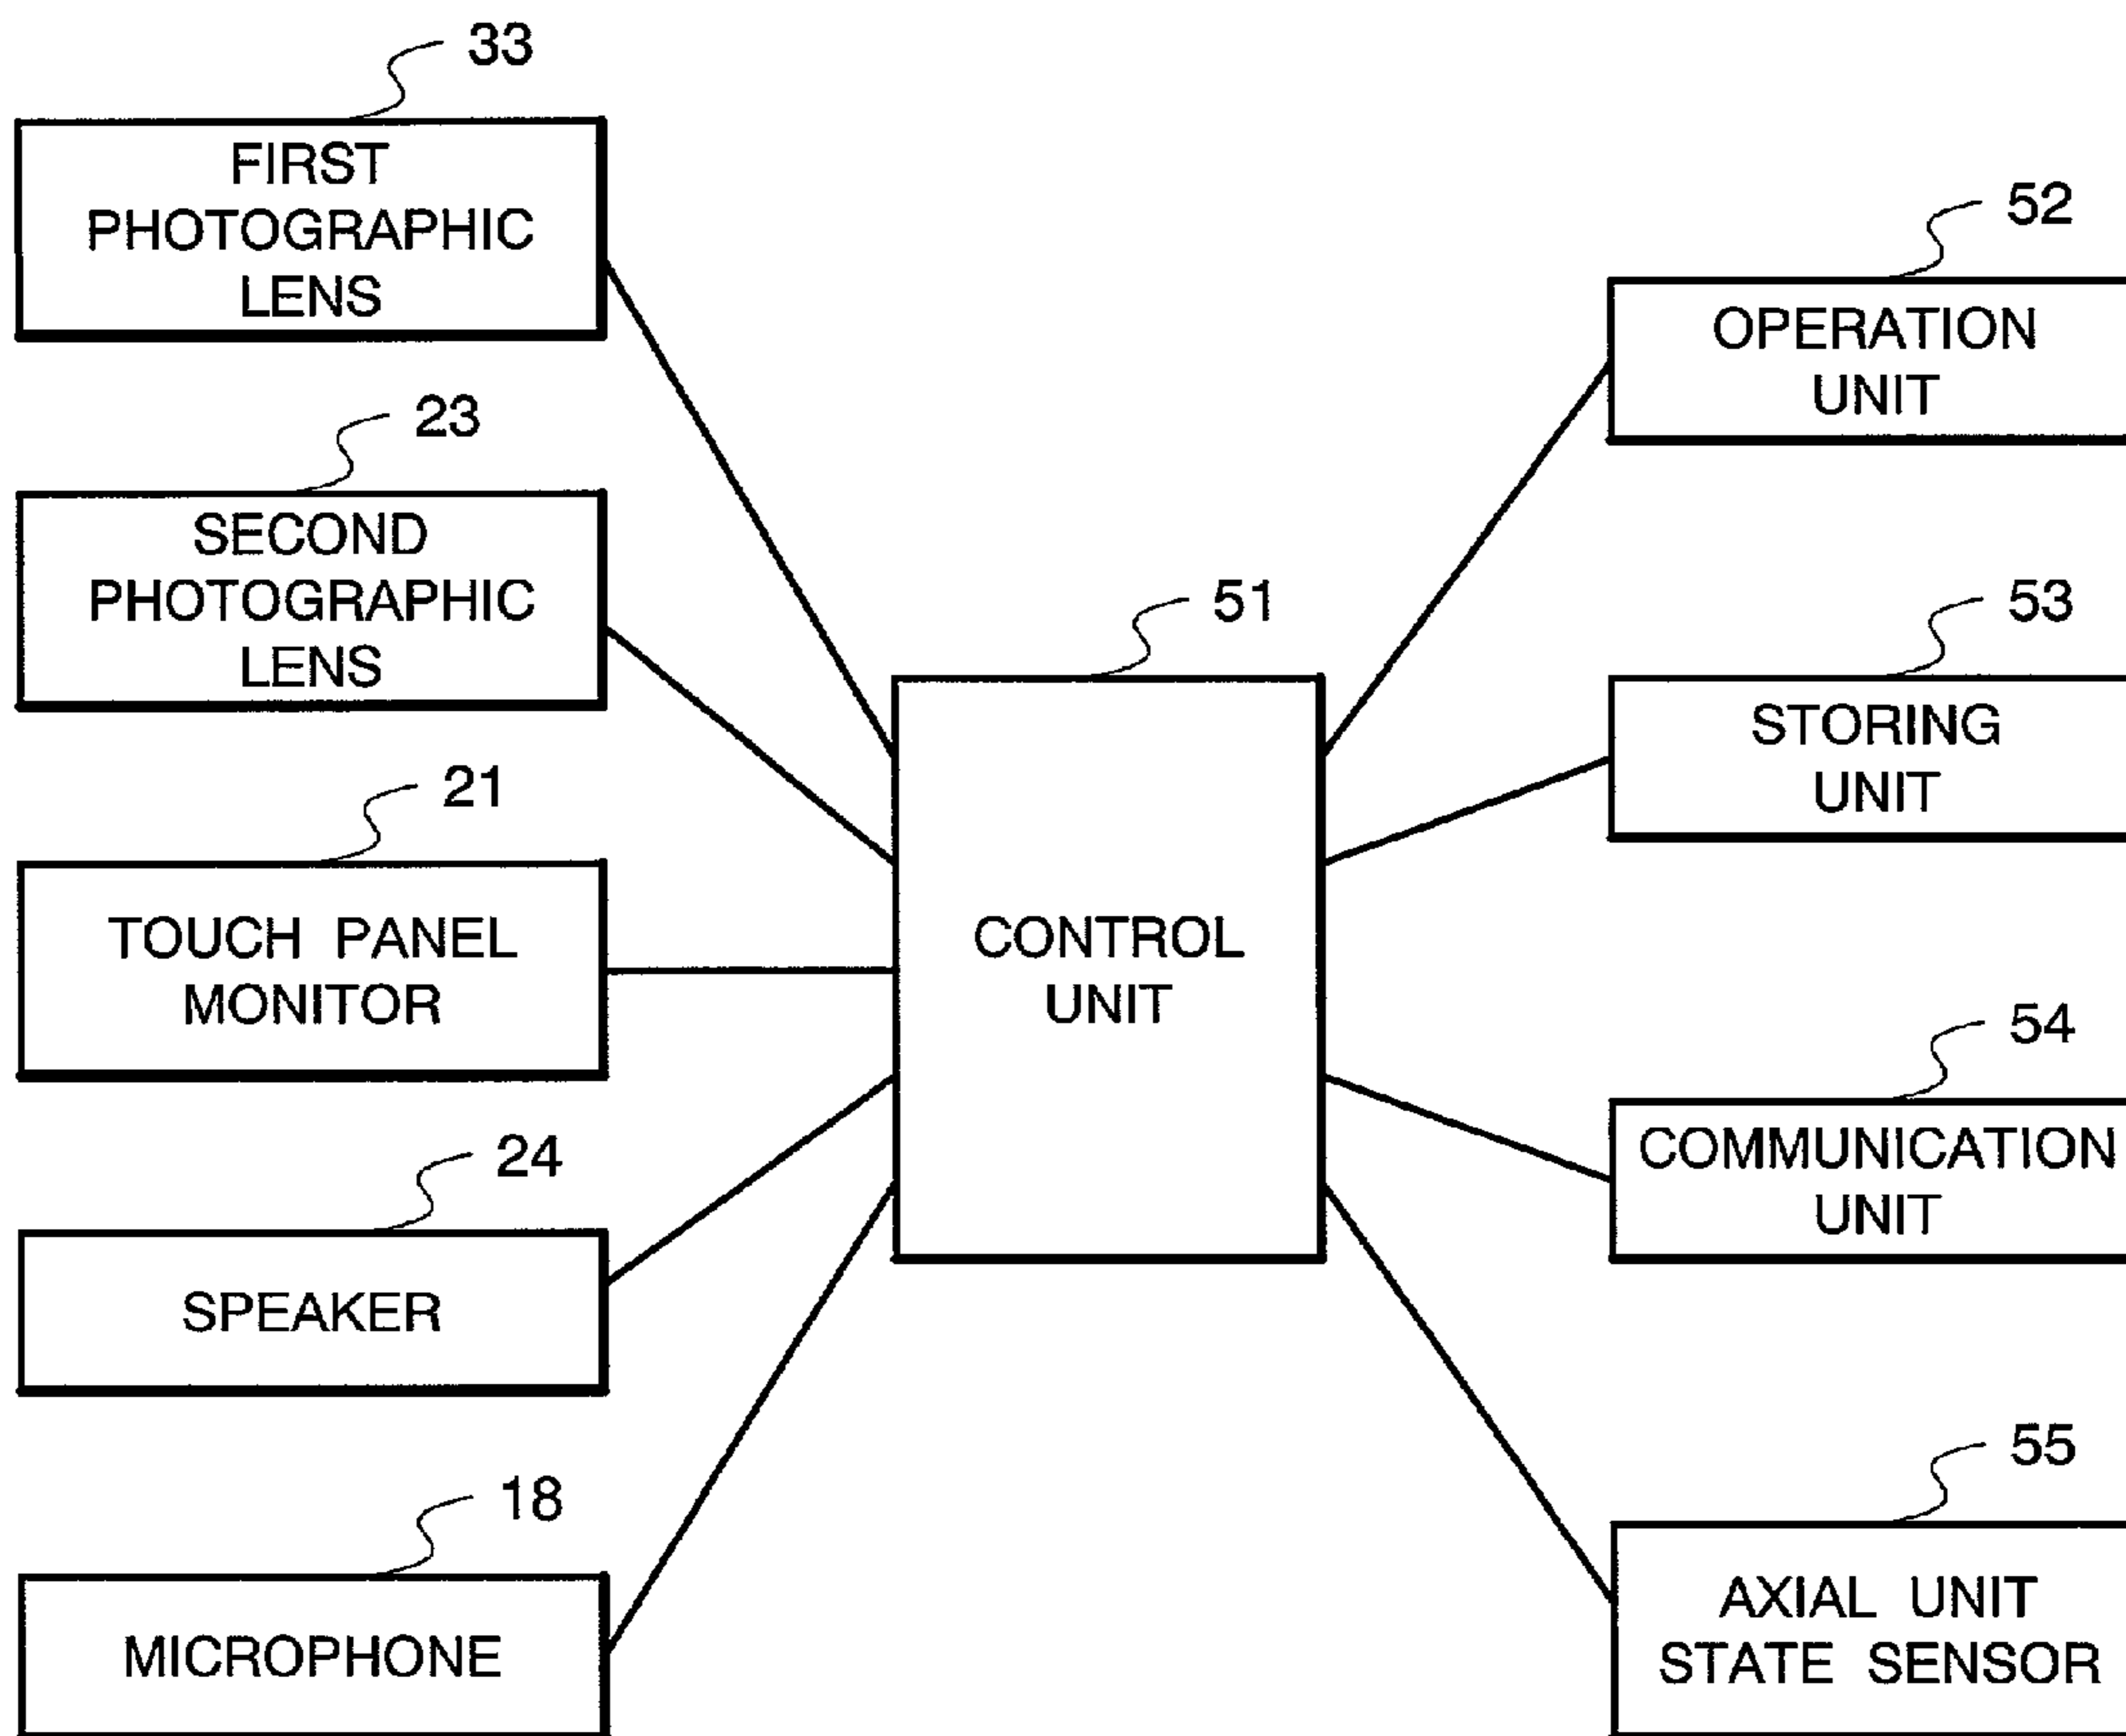 33
FIRST
PHOTOGRAPHIC
LENS
23
SECOND
PHOTOGRAPHIC
LENS
21
TOUCH PANEL
MONITOR
24
SPEAKER
18
MICROPHONE
51
CONTROL
UNIT
52
OPERATION
UNIT
53
STORING
UNIT
54
COMMUNICATION
UNIT
55
AXIAL UNIT
STATE SENSOR